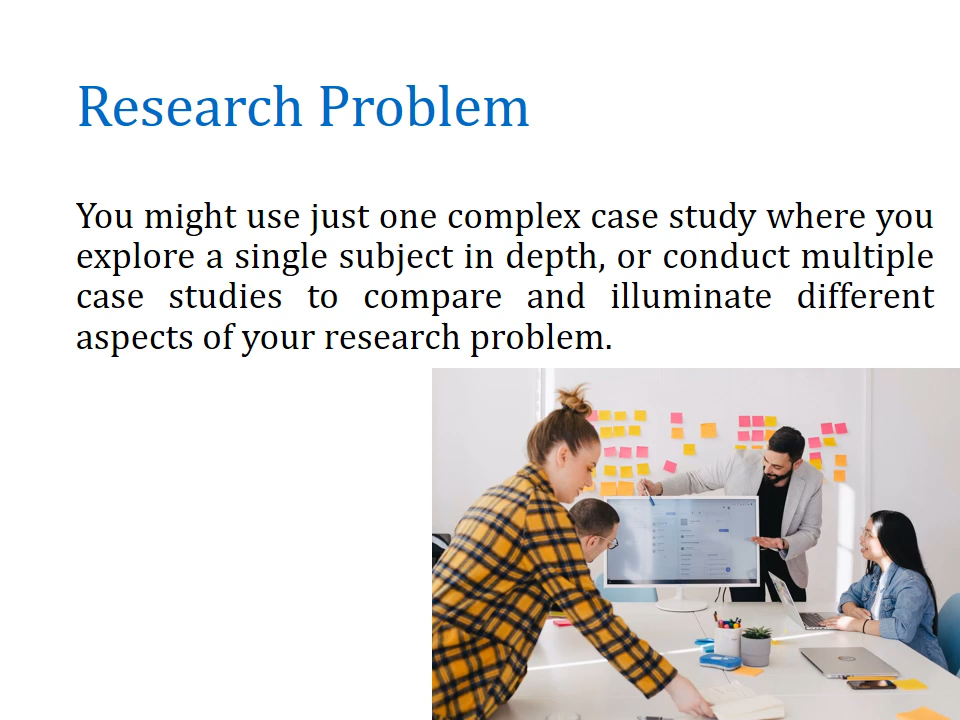 Research Problem
You might use just one complex case study where you
explore a single subject in depth, or conduct multiple
case studies to compare and illuminate different
aspects of your research problem.